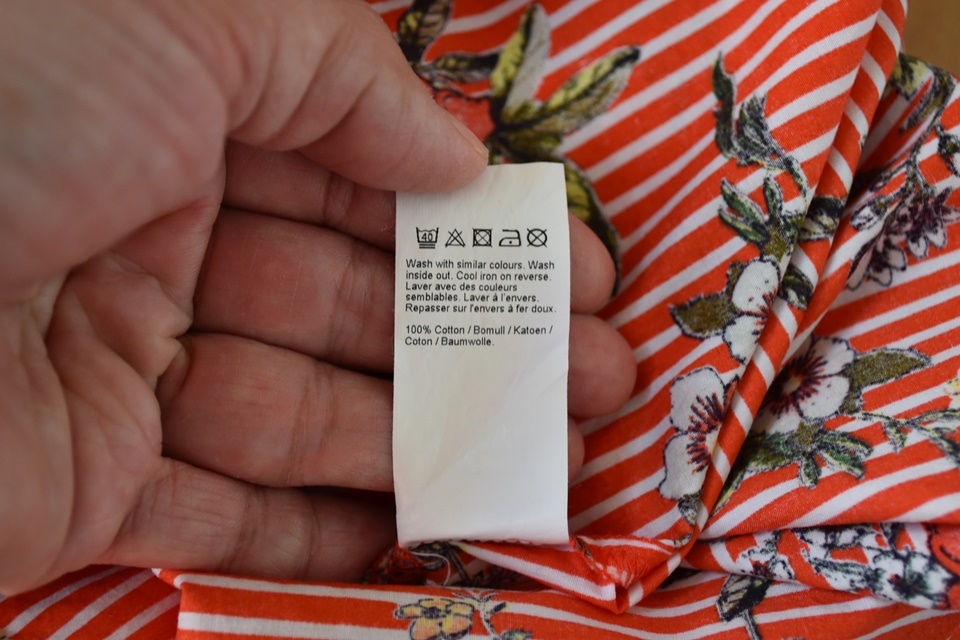 40
Wash with similar colours. Wash
inside out. Cool iron on reverse.
Laver avec des couleurs
semblables. Laver à l'envers.
Repasser sur l'envers à fer doux.
100% Cotton / Bomull / Katoen /
Coton / Baumwolle.